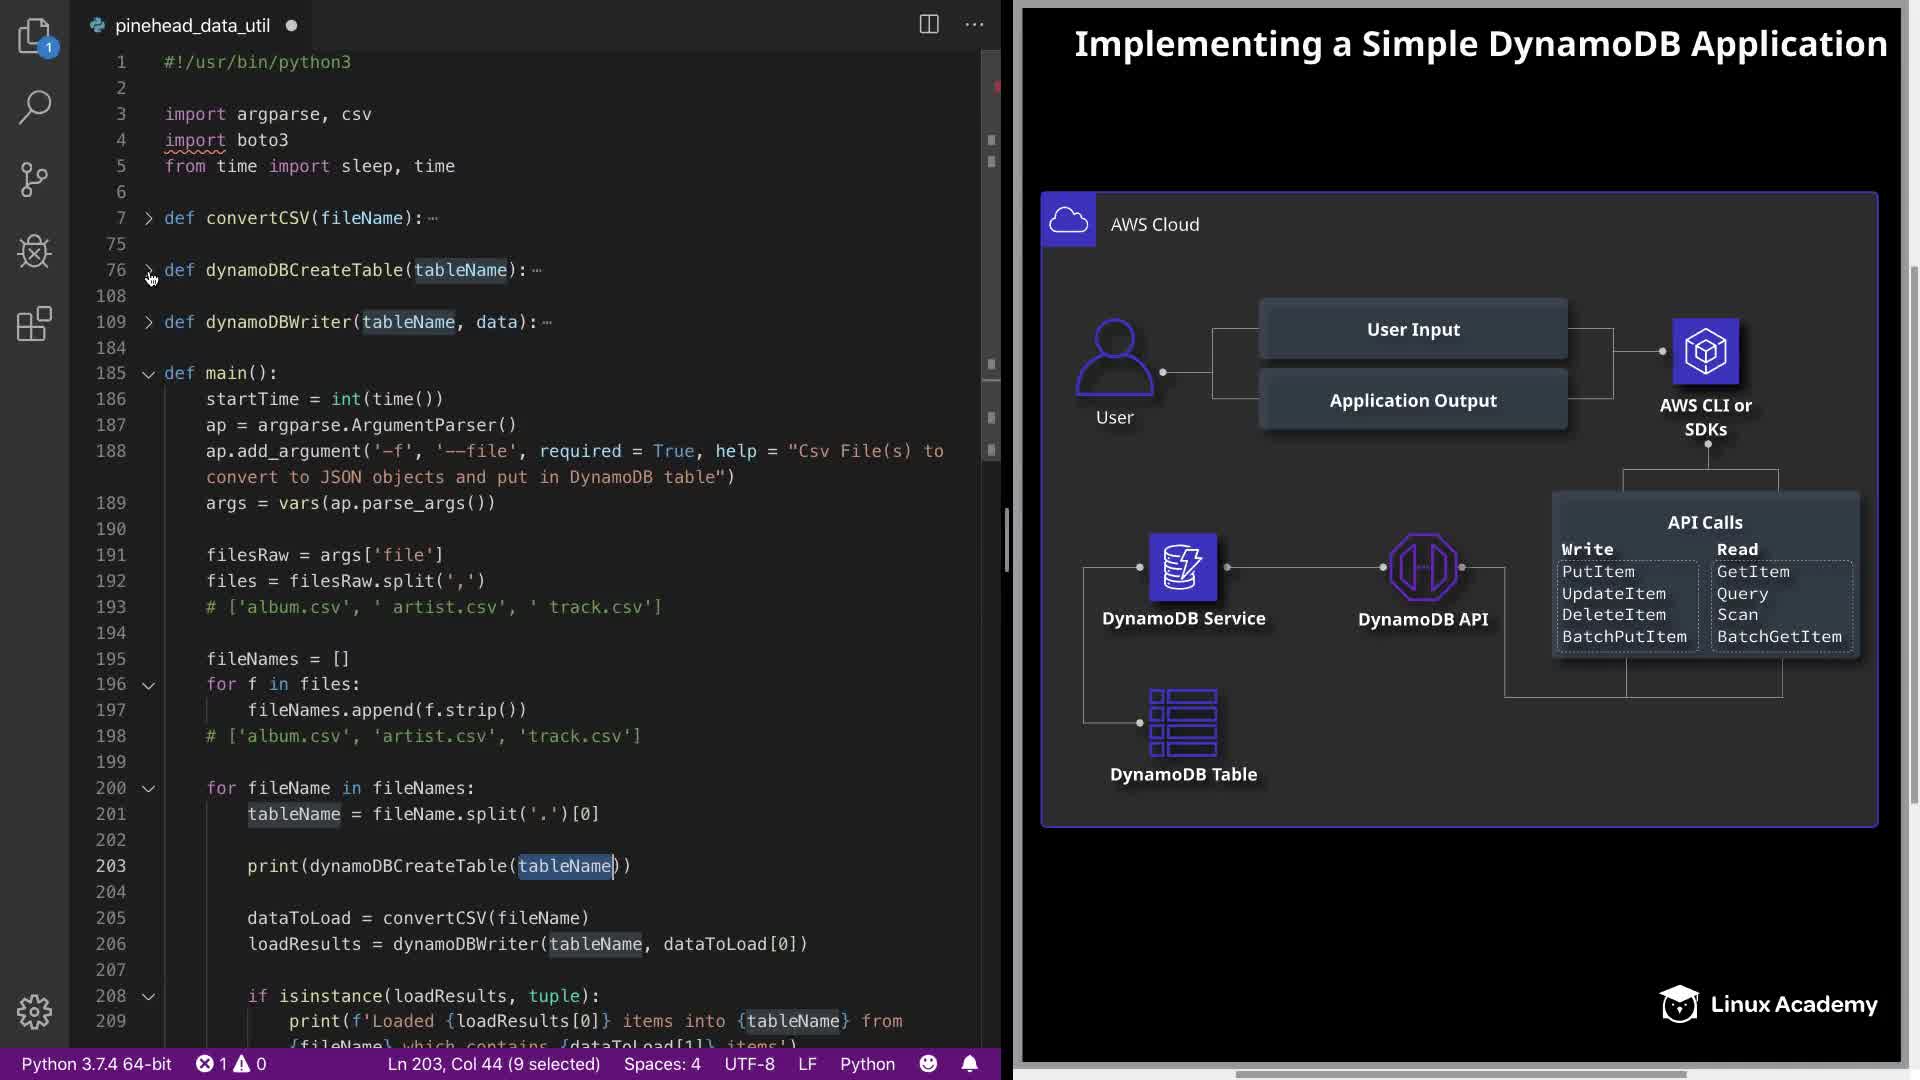 pinehead_data_util
1
1 #!/usr/bin/python3
2
3 import argparse, csv
4 import boto3
5 from time import sleep, time
6
7 def convertCSV(fileName):⋯
75
76 def dynamoDBCreateTable(tableName):⋯
108
109 def dynamoDBWriter(tableName, data):⋯
184
185 def main():
186 startTime = int(time())
187 ap = argparse.ArgumentParser()
188 ap.add_argument('-f', '--file', required = True, help = "Csv File(s) to
convert to JSON objects and put in DynamoDB table")
189 args = vars(ap.parse_args())
190
191 filesRaw = args['file']
192 files = filesRaw.split(',')
193 # ['album.csv', ' artist.csv', ' track.csv']
194
195 fileNames = []
196 for f in files:
197 fileNames.append(f.strip())
198 # ['album.csv', 'artist.csv', 'track.csv']
199
200 for fileName in fileNames:
201 tableName = fileName.split('.')[0]
202
203 print(dynamoDBCreateTable(tableName))
204
205 dataToLoad = convertCSV(fileName)
206 loadResults = dynamoDBWriter(tableName, dataToLoad[0])
207
208 if isinstance(loadResults, tuple):
209 print(f'Loaded {loadResults[0]} items into {tableName} from
{fileName} which contains {dataToLoad[1]} items')
Python 3.7.4 64-bit 1 0 Ln 203, Col 44 (9 selected) Spaces: 4 UTF-8 LF Python
Implementing a Simple DynamoDB Application
AWS Cloud
User Input
Application Output
User
AWS CLI or
SDKs
API Calls
Write Read
PutItem GetItem
UpdateItem Query
DeleteItem Scan
BatchPutItem BatchGetItem
DynamoDB Service
DynamoDB API
DynamoDB Table
Linux Academy